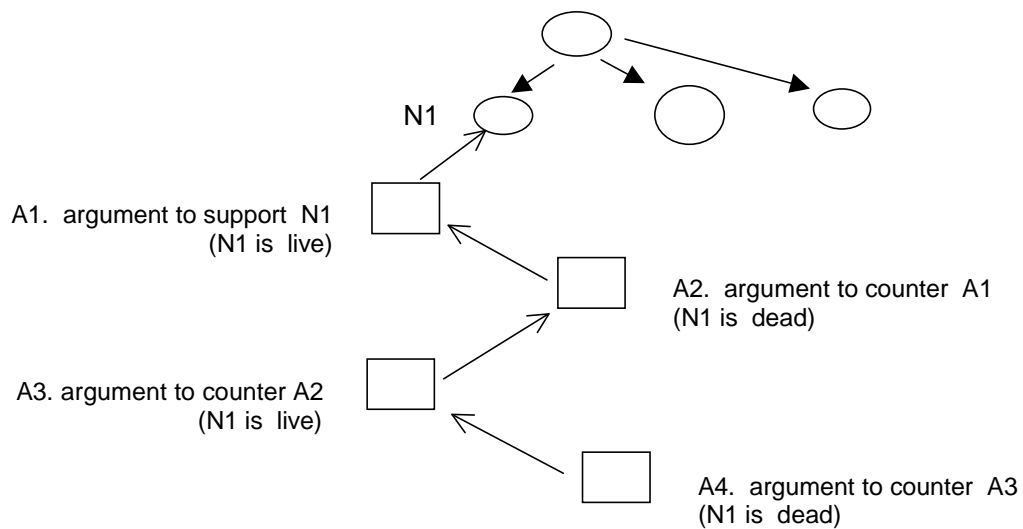 N1
A1. argument to support N1
(N1 is live)
A2. argument to counter A1
(N1 is dead)
A3. argument to counter A2
(N1 is live)
A4. argument to counter A3
(N1 is dead)